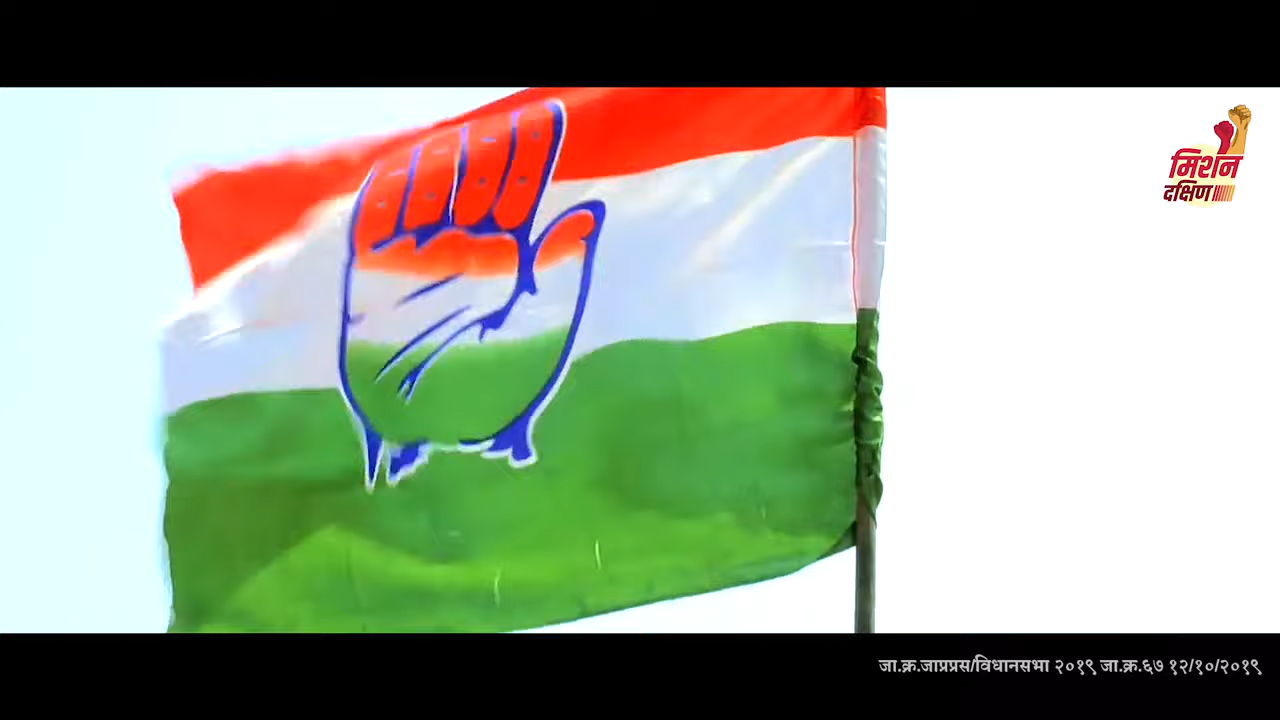 मिशन
दक्षिण
जा.क्र.जाप्रप्रस/विधानसभा २०१९ जा.क्र.६७ १२/१०/२०१९